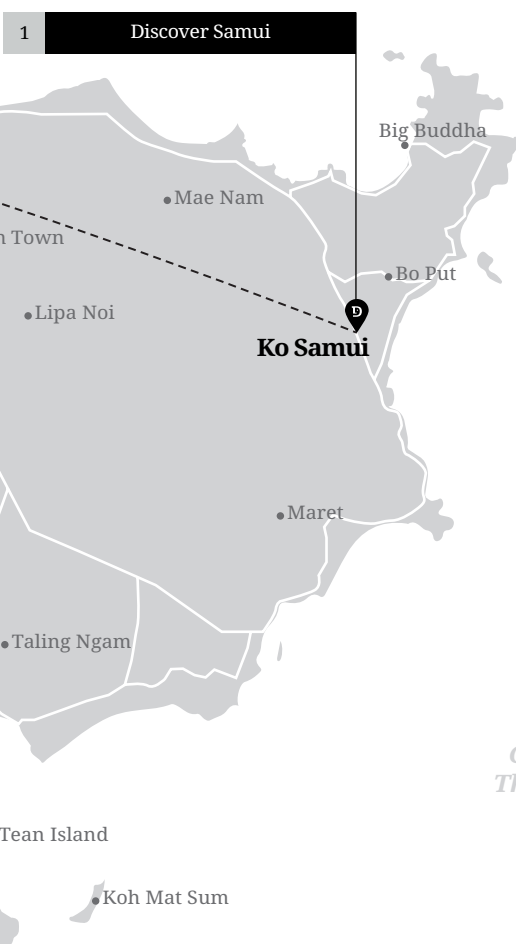 1
Discover Samui
Big Buddha
Mae Nam
Town
Bo Put
Lipa Noi
D
Ko Samui
Maret
Taling Ngam
Tean Island
Koh Mat Sum